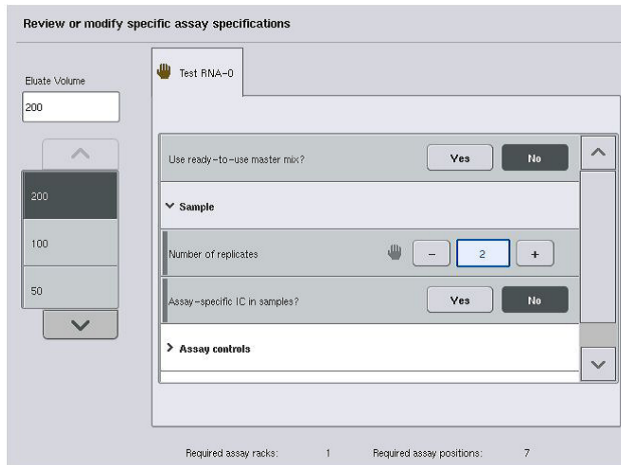 Review or modify specific assay specifications
Eluate Volume
200
200
100
50
Test RNA-0
Use ready-to-use master mix?
Yes
No
Sample
Number of replicates
-
2
+
Assay-specific IC in samples?
Yes
No
Assay controls
Required assay racks: 1 Required assay positions: 7